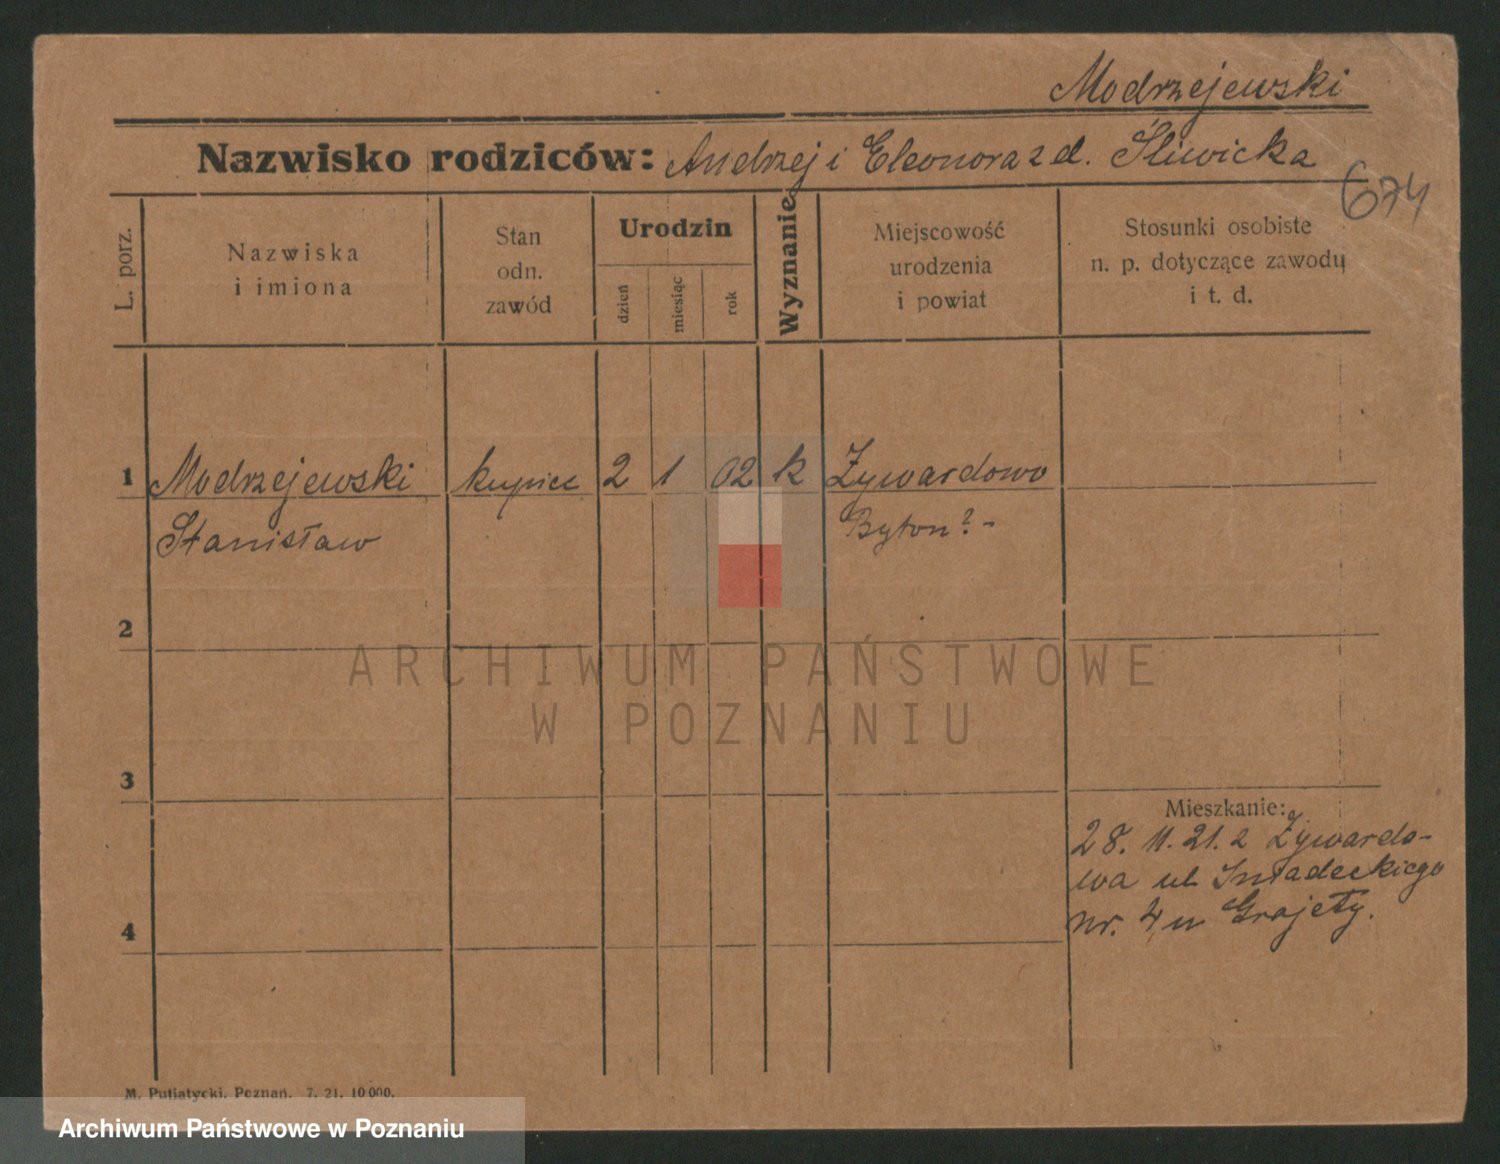 Modrzejewski
Nazwisko rodziców: Andrzej i Eleonora z d. Śliwicka
674
L. porz.
Nazwiska
i imiona
Stan
odn.
zawód
Urodzin
dzień
miesiąc
rok
Wyznanie
Miejscowość
urodzenia
i powiat
Stosunki osobiste
n. p. dotyczące zawodu
i t. d.
1 Modrzejewski kupiec 2 1 02 k Żywardowo
Stanisław Byton? -
2
ARCHIWUM PAŃSTWOWE
W POZNANIU
3
Mieszkanie:
28. 11. 21. z Żywardo-
wa ul. Śniadeckiego
4 nr. 4 u Grajety.
M. Putiatycki, Poznań. 7. 21. 10 000.
Archiwum Państwowe w Poznaniu